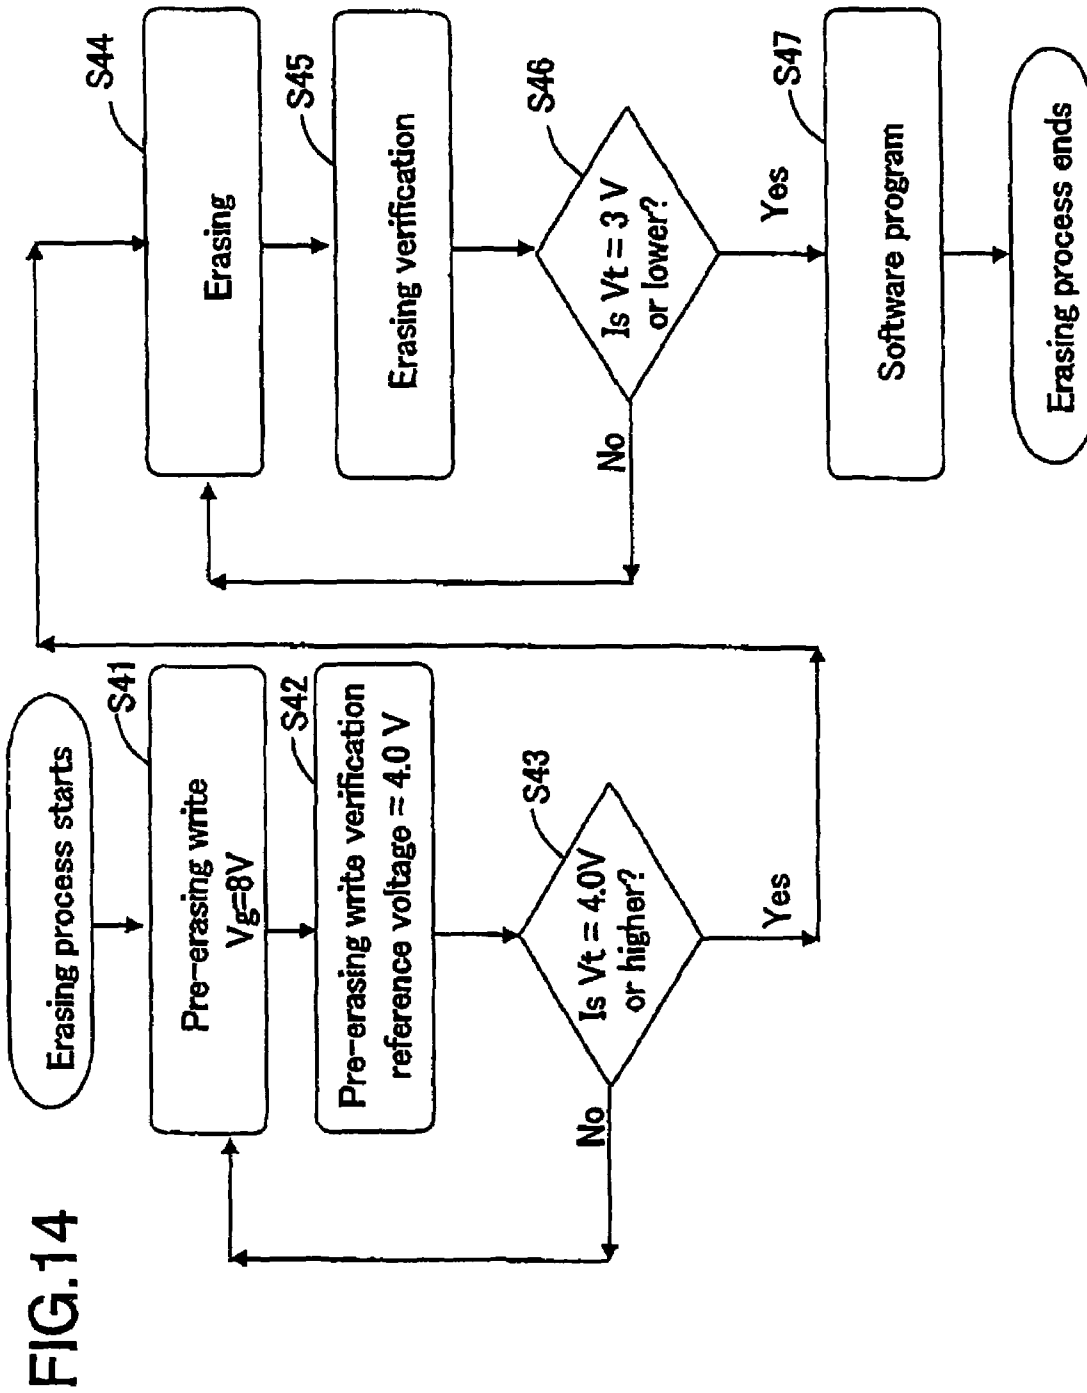 FIG.14
Erasing process starts
S41
Pre-erasing write
Vg=8V
S42
Pre-erasing write verification
reference voltage = 4.0 V
S43
Is Vt = 4.0V
or higher?
No
Yes
S44
Erasing
S45
Erasing verification
S46
Is Vt = 3 V
or lower?
No
Yes
S47
Software program
Erasing process ends